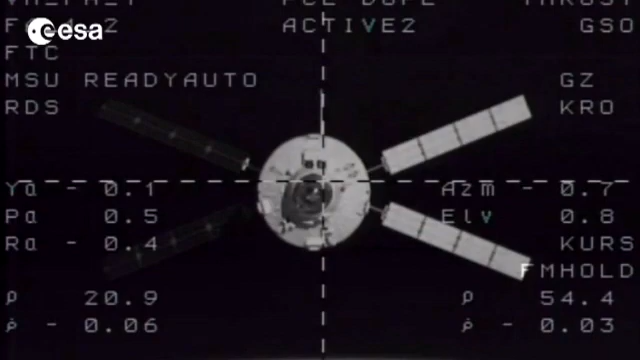 esa
ACTIVE2 GSO
FTC
MSU READYAUTO GZ
RDS KRO
Ya - 0.1 Azm - 0.7
Pa 0.5 Elv 0.8
Ra - 0.4 KURS
FMHOLD
ρ 20.9 ρ 54.4
ρ̇ - 0.06 ρ̇ - 0.03